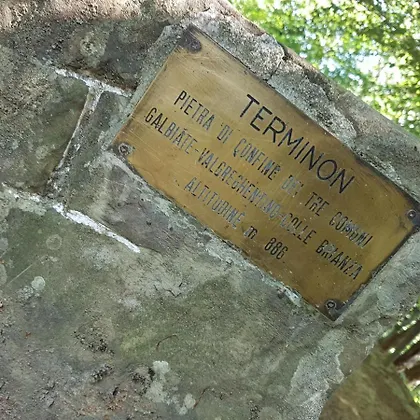 TERMINON
PIETRA DI CONFINE DEI TRE COMUNI
GALBIATE-VALGREGHENTINO-COLLE BRIANZA
ALTITUDINE M. 886